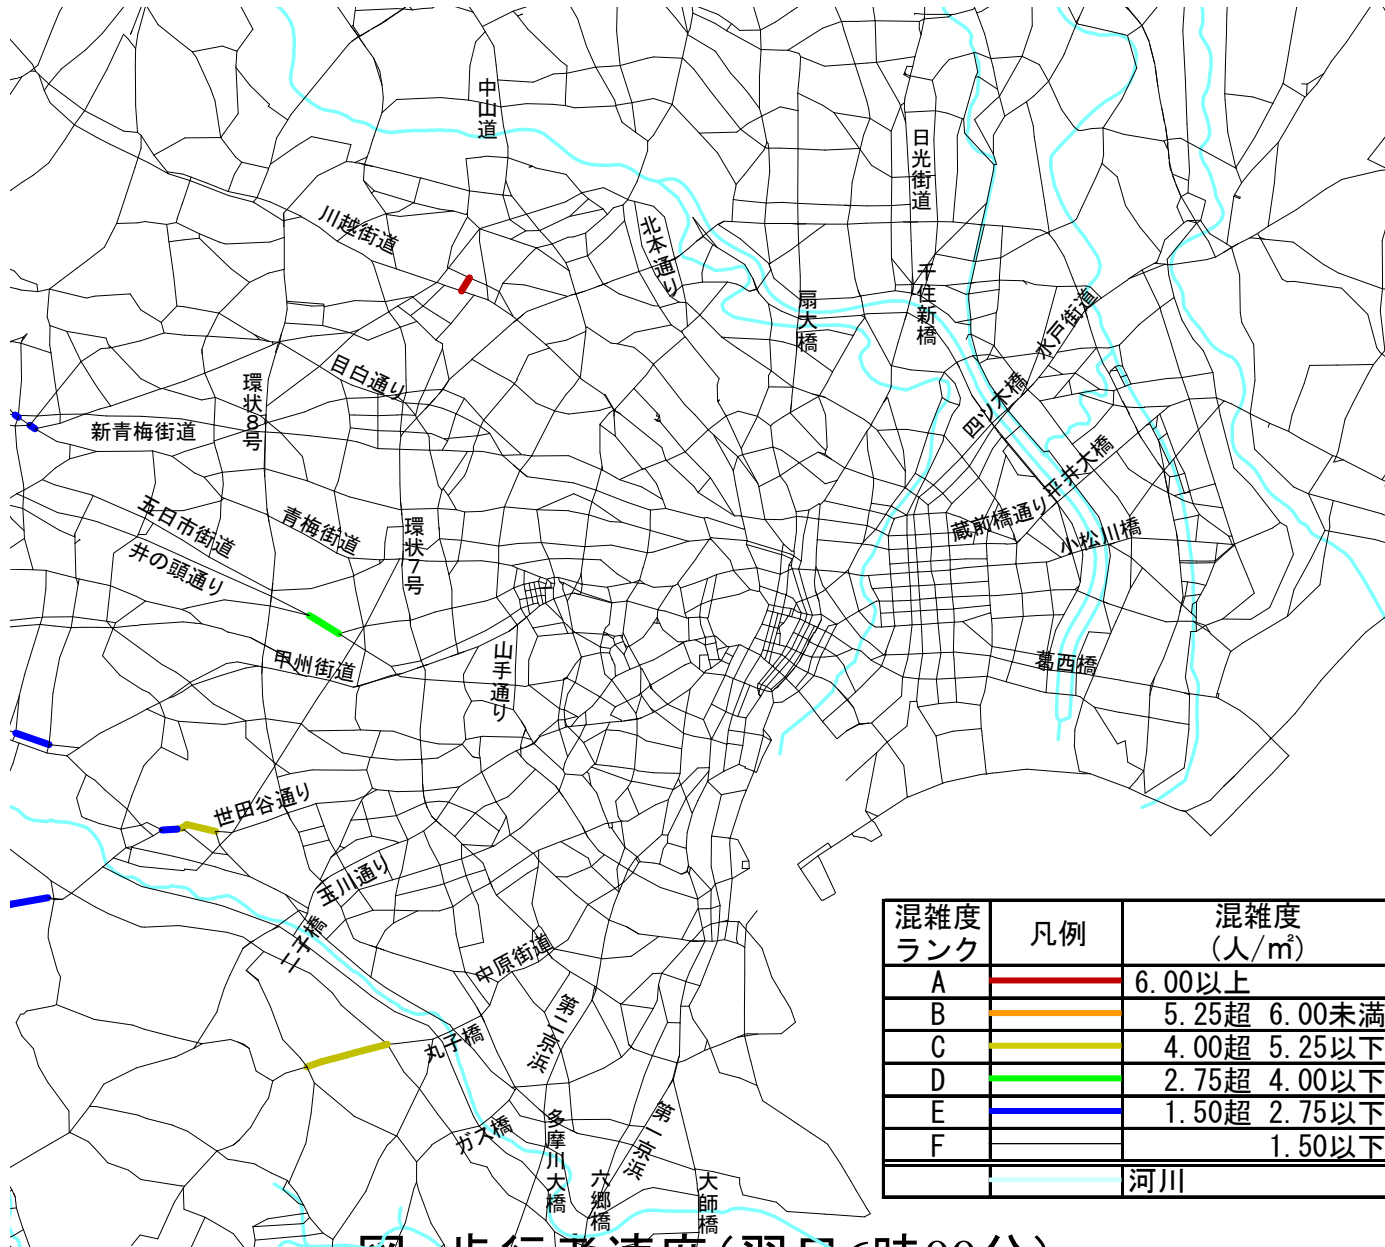 中山道
日光街道
川越街道
北本通り
千住新橋
扇大橋
水戸街道
目白通り
環状8号
四ツ木橋
新青梅街道
平井大橋
五日市街道
青梅街道
環状7号
蔵前橋通り
小松川橋
井の頭通り
甲州街道
山手通り
葛西橋
世田谷通り
玉川通り
二子橋
中原街道
第二京浜
丸子橋
ガス橋
多摩川大橋
第一京浜
六郷橋
大師橋
混雑度ランク 凡例 混雑度(人/㎡)
A 6.00以上
B 5.25超 6.00未満
C 4.00超 5.25以下
D 2.75超 4.00以下
E 1.50超 2.75以下
F 1.50以下
河川